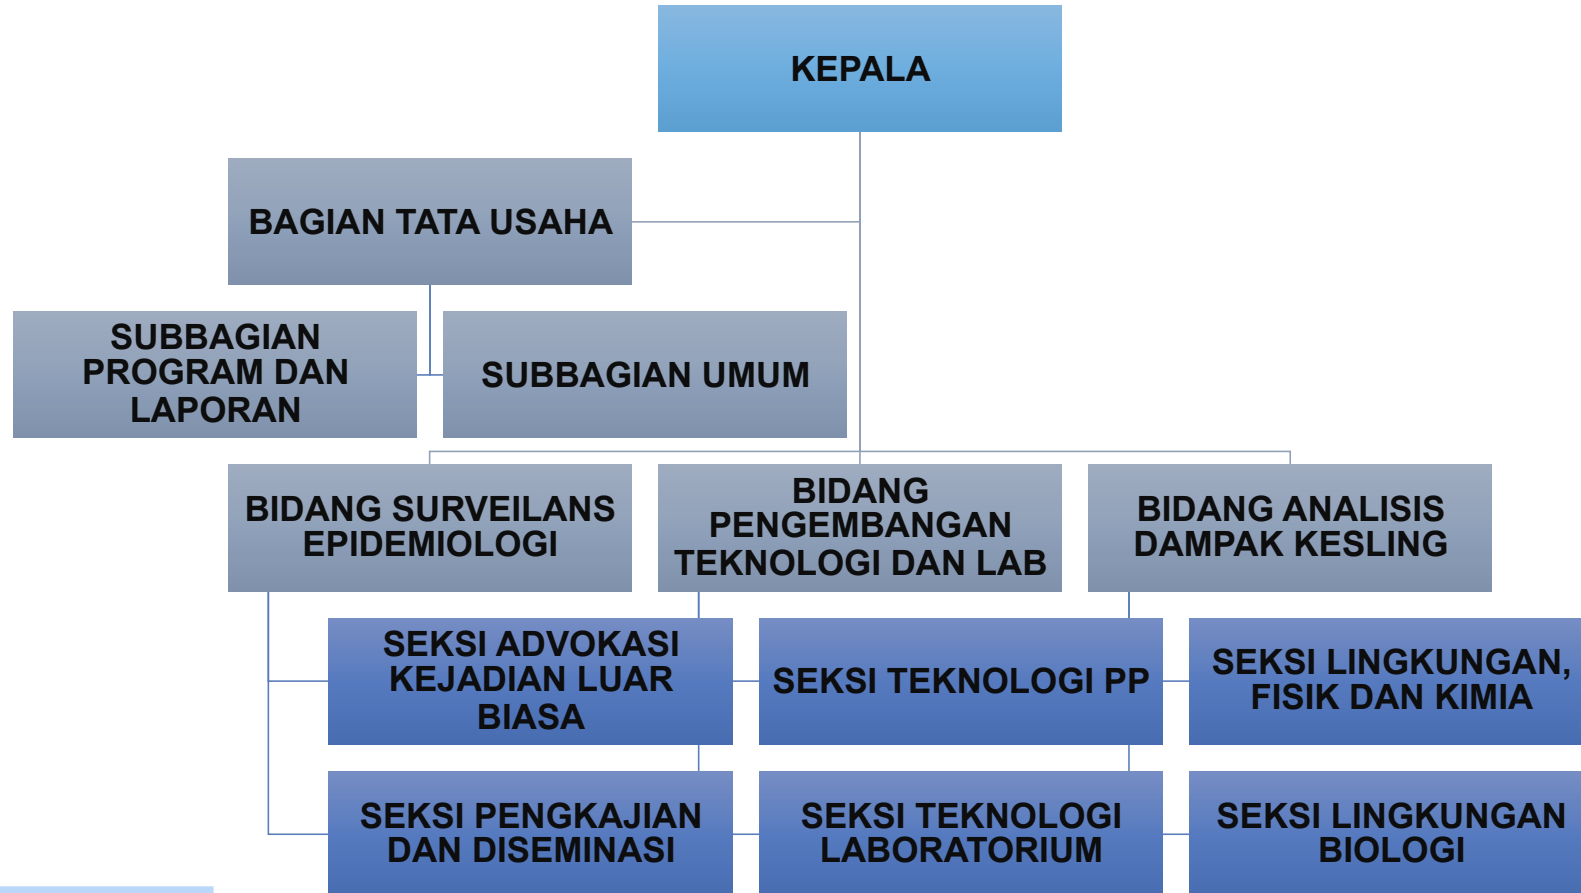 KEPALA
BAGIAN TATA USAHA
SUBBAGIAN
PROGRAM DAN
LAPORAN
SUBBAGIAN UMUM
BIDANG SURVEILANS
EPIDEMIOLOGI
BIDANG
PENGEMBANGAN
TEKNOLOGI DAN LAB
BIDANG ANALISIS
DAMPAK KESLING
SEKSI ADVOKASI
KEJADIAN LUAR
BIASA
SEKSI TEKNOLOGI PP
SEKSI LINGKUNGAN,
FISIK DAN KIMIA
SEKSI PENGKAJIAN
DAN DISEMINASI
SEKSI TEKNOLOGI
LABORATORIUM
SEKSI LINGKUNGAN
BIOLOGI